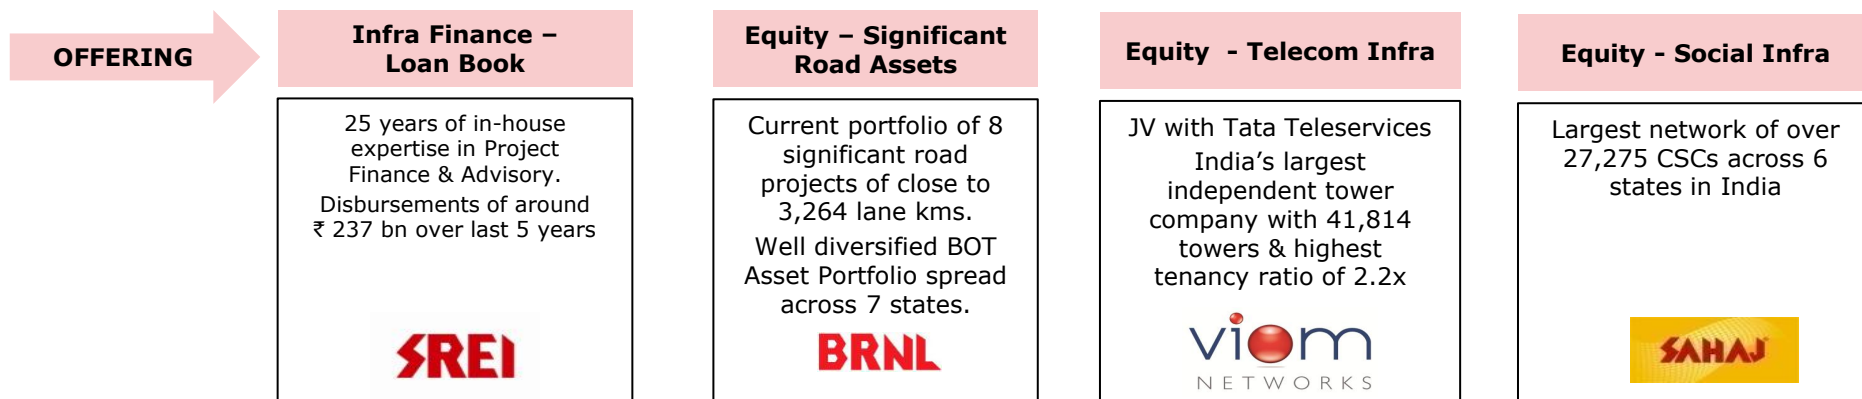 OFFERING
Infra Finance –
Loan Book
25 years of in-house
expertise in Project
Finance & Advisory.
Disbursements of around
₹ 237 bn over last 5 years
SREI
Equity – Significant
Road Assets
Current portfolio of 8
significant road
projects of close to
3,264 lane kms.
Well diversified BOT
Asset Portfolio spread
across 7 states.
BRNL
Equity - Telecom Infra
JV with Tata Teleservices
India’s largest
independent tower
company with 41,814
towers & highest
tenancy ratio of 2.2x
viom
NETWORKS
Equity - Social Infra
Largest network of over
27,275 CSCs across 6
states in India
SAHAJ